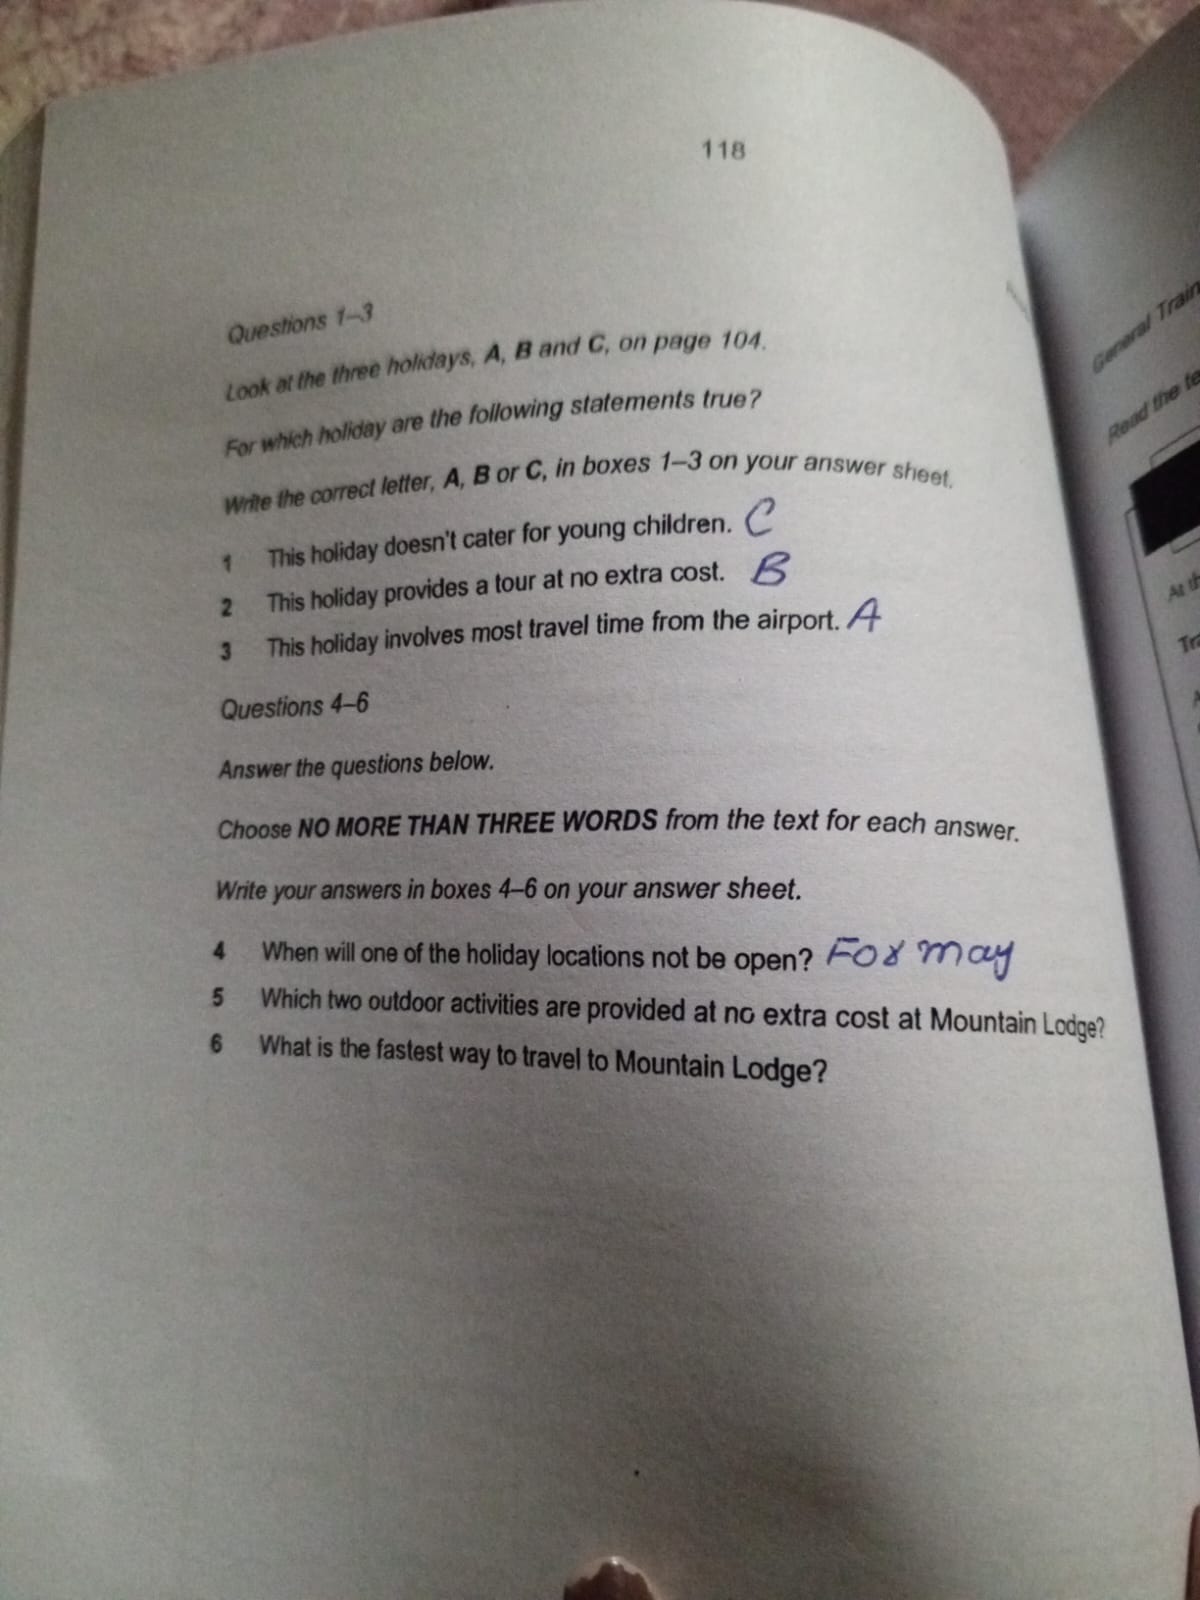 118
Questions 1–3
Look at the three holidays, A, B and C, on page 104.
For which holiday are the following statements true?
Write the correct letter, A, B or C, in boxes 1–3 on your answer sheet.
1 This holiday doesn't cater for young children. C
2 This holiday provides a tour at no extra cost. B
3 This holiday involves most travel time from the airport. A
Questions 4–6
Answer the questions below.
Choose NO MORE THAN THREE WORDS from the text for each answer.
Write your answers in boxes 4–6 on your answer sheet.
4 When will one of the holiday locations not be open? For may
5 Which two outdoor activities are provided at no extra cost at Mountain Lodge?
6 What is the fastest way to travel to Mountain Lodge?
General
Read the